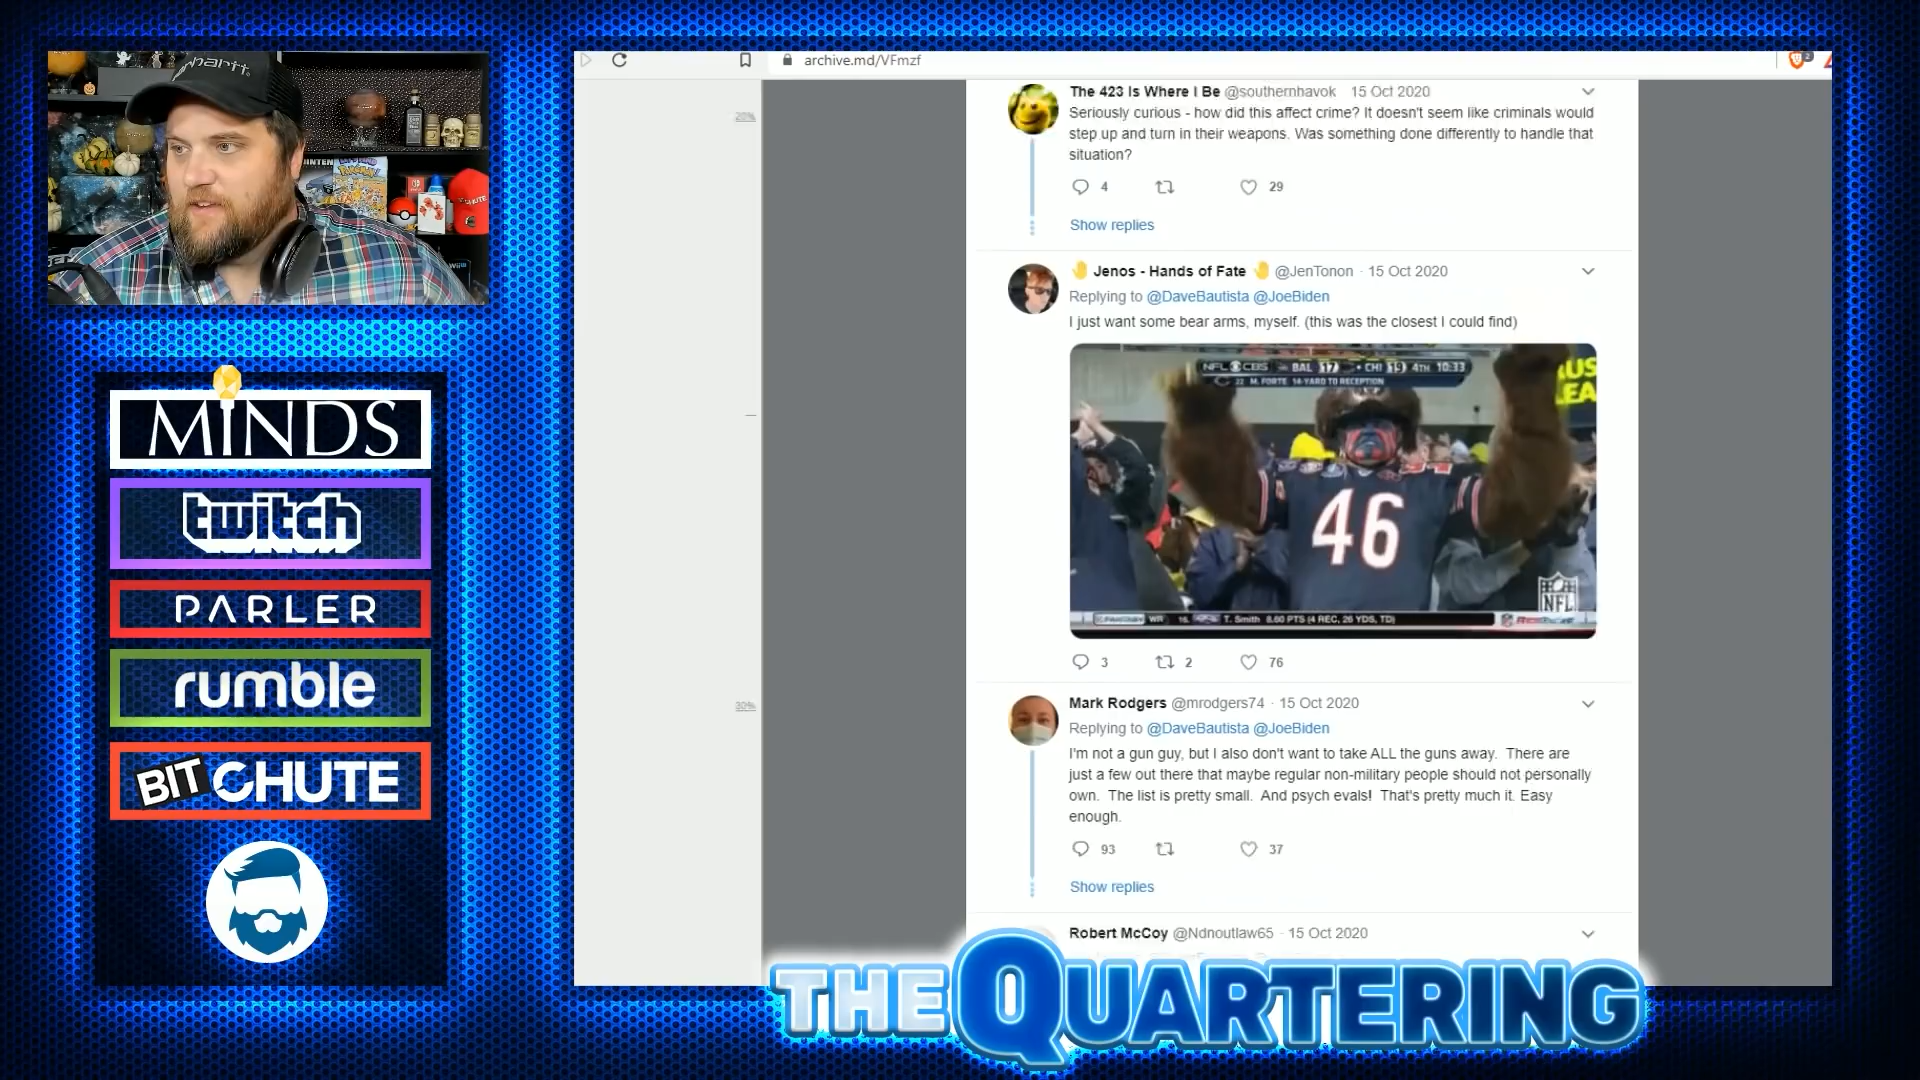 archive.md/VFmzf
2
20%
The 423 Is Where I Be @southernhavok 15 Oct 2020
Seriously curious - how did this affect crime? It doesn't seem like criminals would
step up and turn in their weapons. Was something done differently to handle that
situation?
4 29
Show replies
Jenos - Hands of Fate @JenTonon · 15 Oct 2020
Replying to @DaveBautista @JoeBiden
I just want some bear arms, myself. (this was the closest I could find)
NFL CBS BAL 17 CHI 19 4TH 10:33
22 M. FORTE 14-YARD TD RECEPTION
46
NFL
WR 16. T. Smith 8.60 PTS (4 REC, 26 YDS, TD)
3 2 76
30%
Mark Rodgers @mrodgers74 · 15 Oct 2020
Replying to @DaveBautista @JoeBiden
I'm not a gun guy, but I also don't want to take ALL the guns away. There are
just a few out there that maybe regular non-military people should not personally
own. The list is pretty small. And psych evals! That's pretty much it. Easy
enough.
93 37
Show replies
Robert McCoy @Ndnoutlaw65 · 15 Oct 2020
carhartt
MINDS
twitch
PARLER
rumble
BITCHUTE
THE QUARTERING